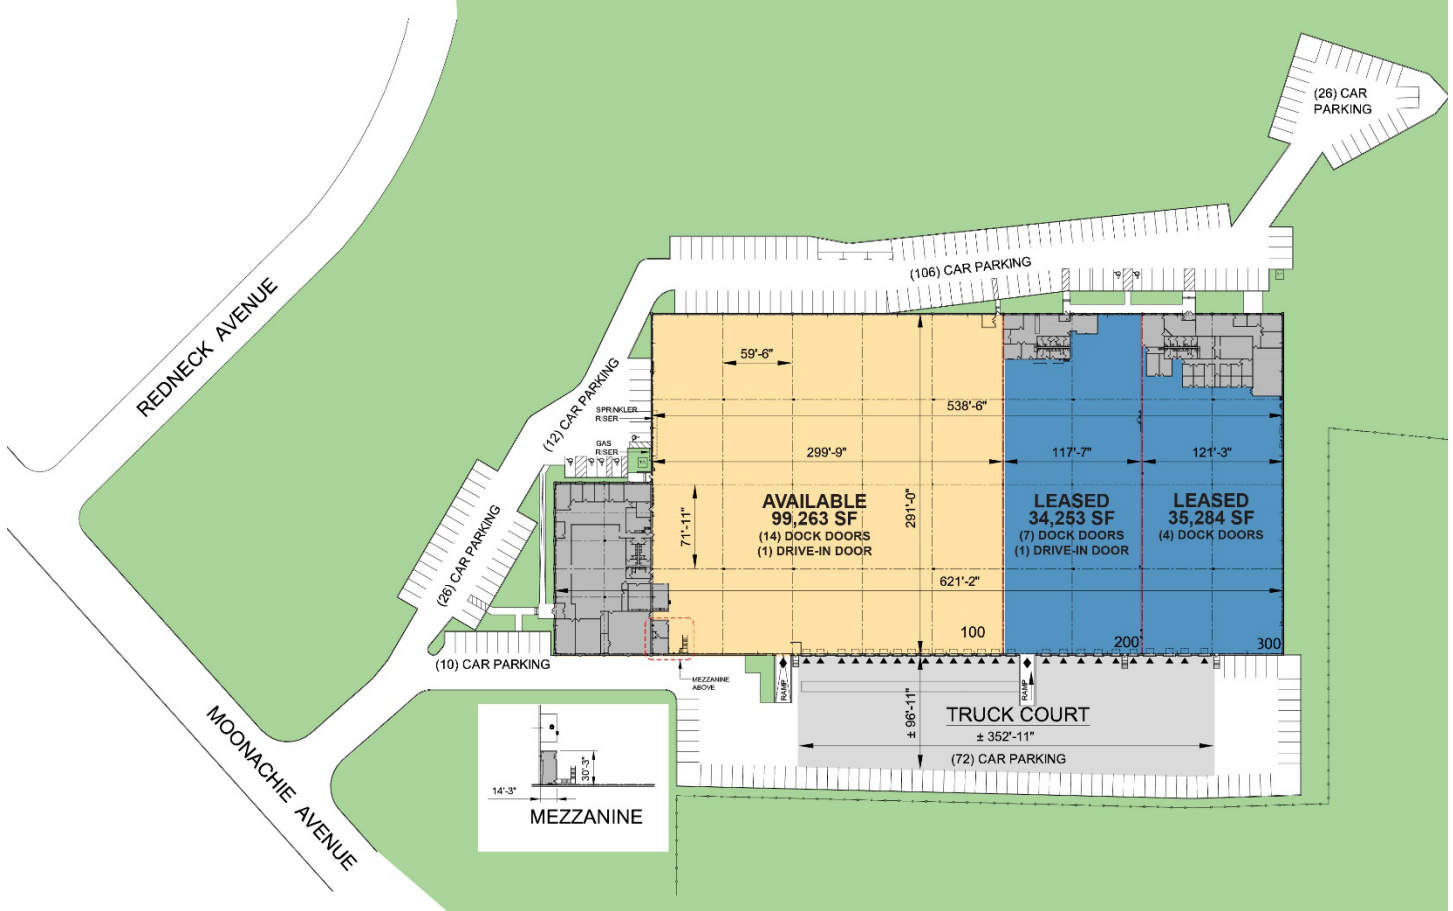 (26) CAR
PARKING
(106) CAR PARKING
REDNECK AVENUE
59'-6"
(12) CAR PARKING
SPRINKLER
RISER
538'-6"
GAS
RISER
299'-9"
117'-7"
121'-3"
AVAILABLE
99,263 SF
(14) DOCK DOORS
(1) DRIVE-IN DOOR
291'-0"
LEASED
34,253 SF
(7) DOCK DOORS
(1) DRIVE-IN DOOR
LEASED
35,284 SF
(4) DOCK DOORS
71'-11"
(26) CAR PARKING
621'-2"
100
200
300
(10) CAR PARKING
MEZZANINE
ABOVE
RAMP
RAMP
± 96'-11"
TRUCK COURT
± 352'-11"
(72) CAR PARKING
MOONACHIE AVENUE
30'-3"
14'-3"
MEZZANINE